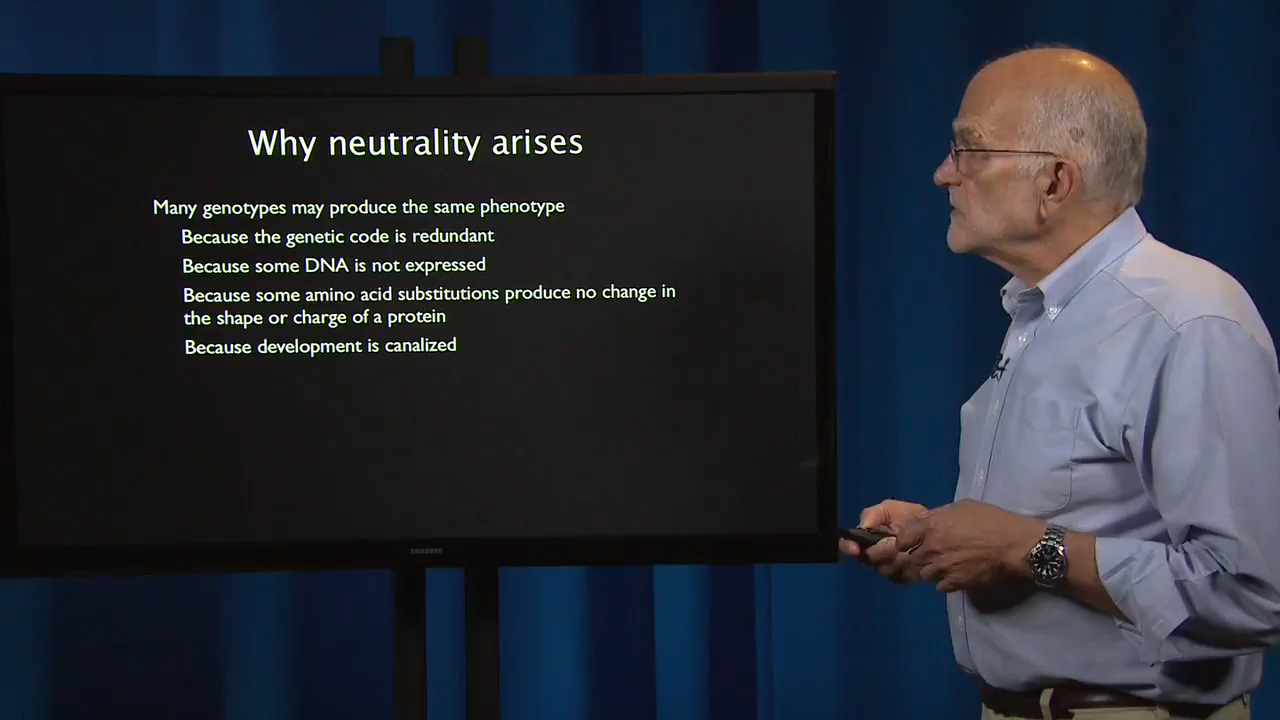 Why neutrality arises
Many genotypes may produce the same phenotype
Because the genetic code is redundant
Because some DNA is not expressed
Because some amino acid substitutions produce no change in
the shape or charge of a protein
Because development is canalized
SAMSUNG